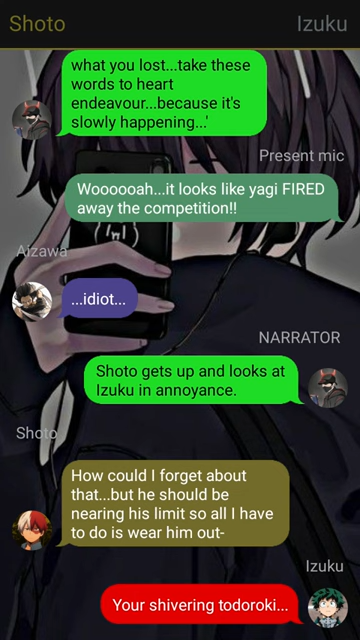 Shoto
Izuku
what you lost...take these
words to heart
endeavour...because it's
slowly happening...'
Present mic
Woooooah...it looks like yagi FIRED
away the competition!!
Aizawa
...idiot...
NARRATOR
Shoto gets up and looks at
Izuku in annoyance.
Shoto
How could I forget about
that...but he should be
nearing his limit so all I have
to do is wear him out-
Izuku
Your shivering todoroki...